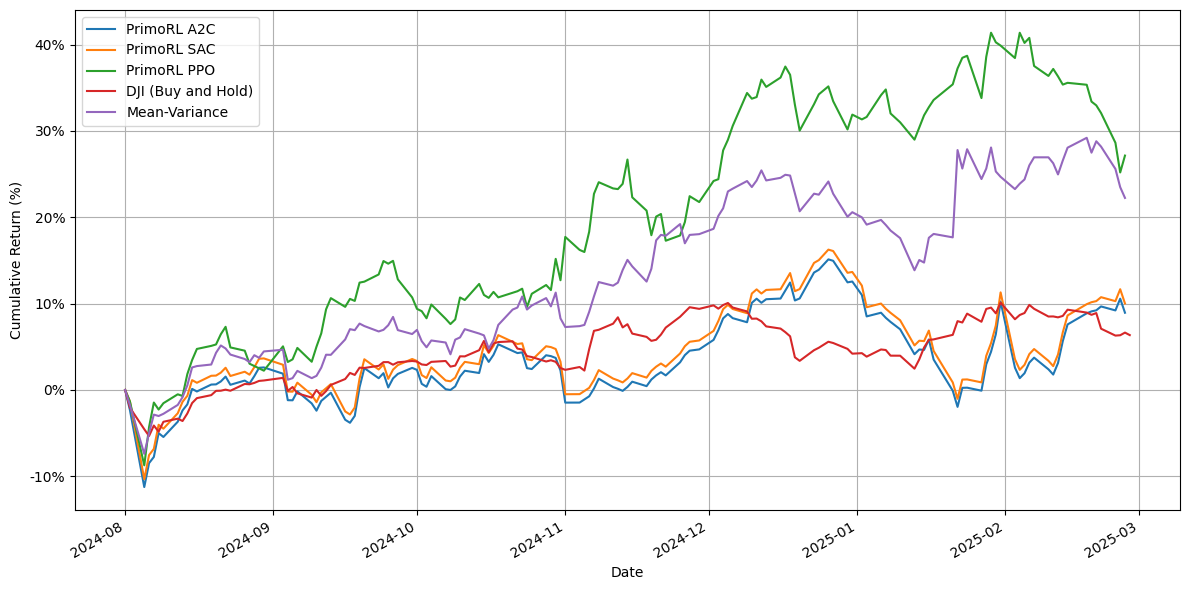 PrimoRL A2C
PrimoRL SAC
PrimoRL PPO
DJI (Buy and Hold)
Mean-Variance
Cumulative Return (%)
40%
30%
20%
10%
0%
-10%
2024-08
2024-09
2024-10
2024-11
2024-12
2025-01
2025-02
2025-03
Date